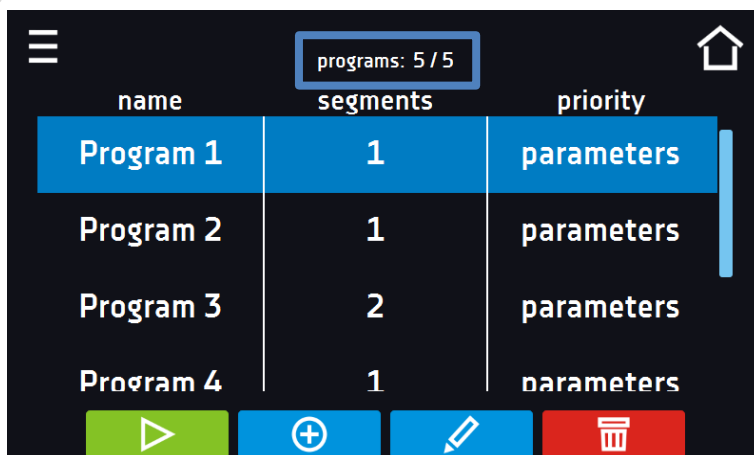 programs: 5 / 5
name segments priority
Program 1 1 parameters
Program 2 1 parameters
Program 3 2 parameters
Program 4 1 parameters